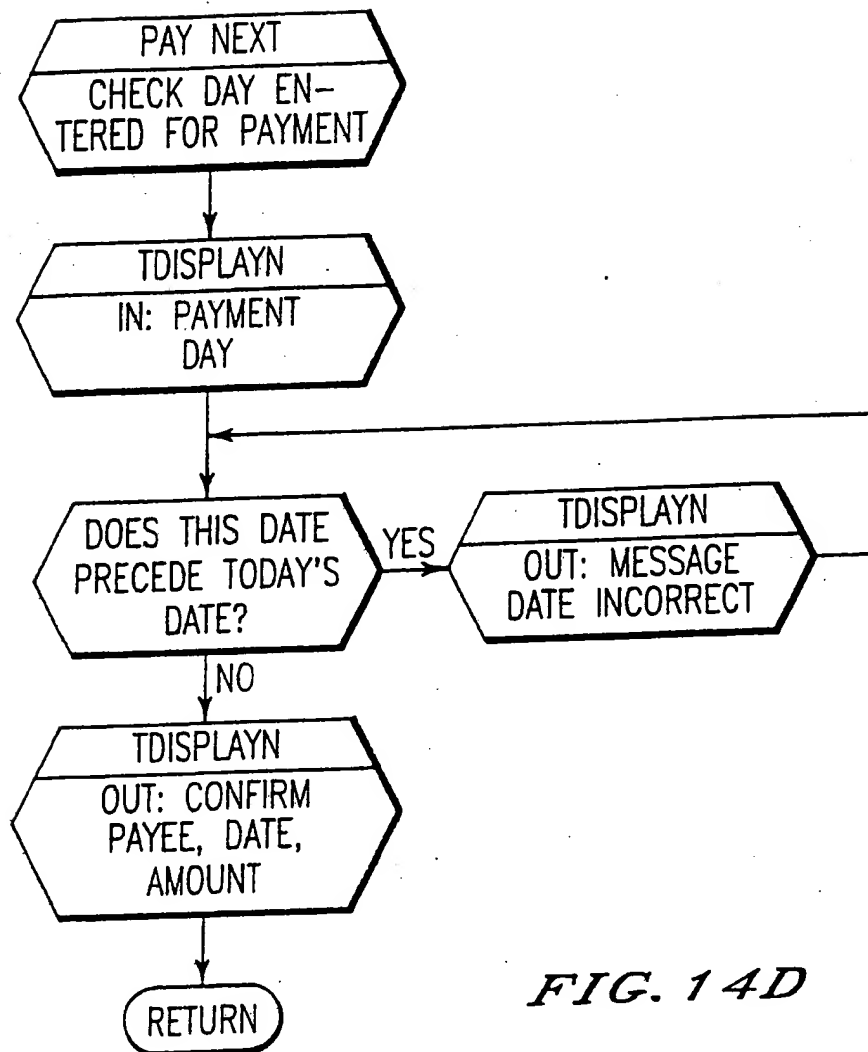 PAY NEXT
CHECK DAY EN-
TERED FOR PAYMENT
TDISPLAYN
IN: PAYMENT
DAY
DOES THIS DATE
PRECEDE TODAY'S
DATE?
YES
TDISPLAYN
OUT: MESSAGE
DATE INCORRECT
NO
TDISPLAYN
OUT: CONFIRM
PAYEE, DATE,
AMOUNT
RETURN
FIG. 14D